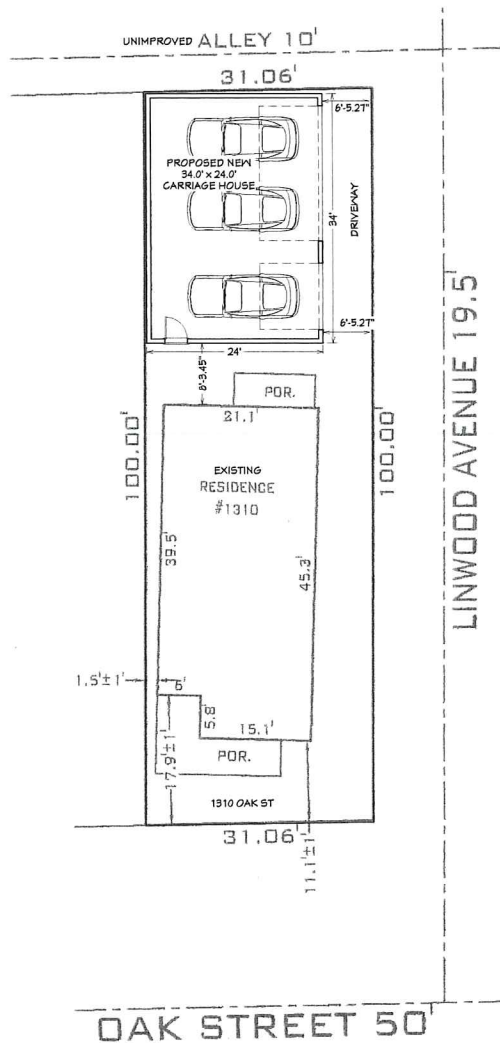 UNIMPROVED ALLEY 10'
31.06'
6'-5.27"
PROPOSED NEW
34.0' x 24.0'
CARRIAGE HOUSE
34'
DRIVEWAY
6'-5.27"
24'
8'-3.45"
POR.
21.1'
100.00'
100.00'
LINWOOD AVENUE 19.5'
EXISTING
RESIDENCE
#1310
39.5'
45.3'
1.5'±1'
6'
5.8'
15.1'
17.9'±1'
POR.
1310 OAK ST
31.06'
11.1'±1'
OAK STREET 50'